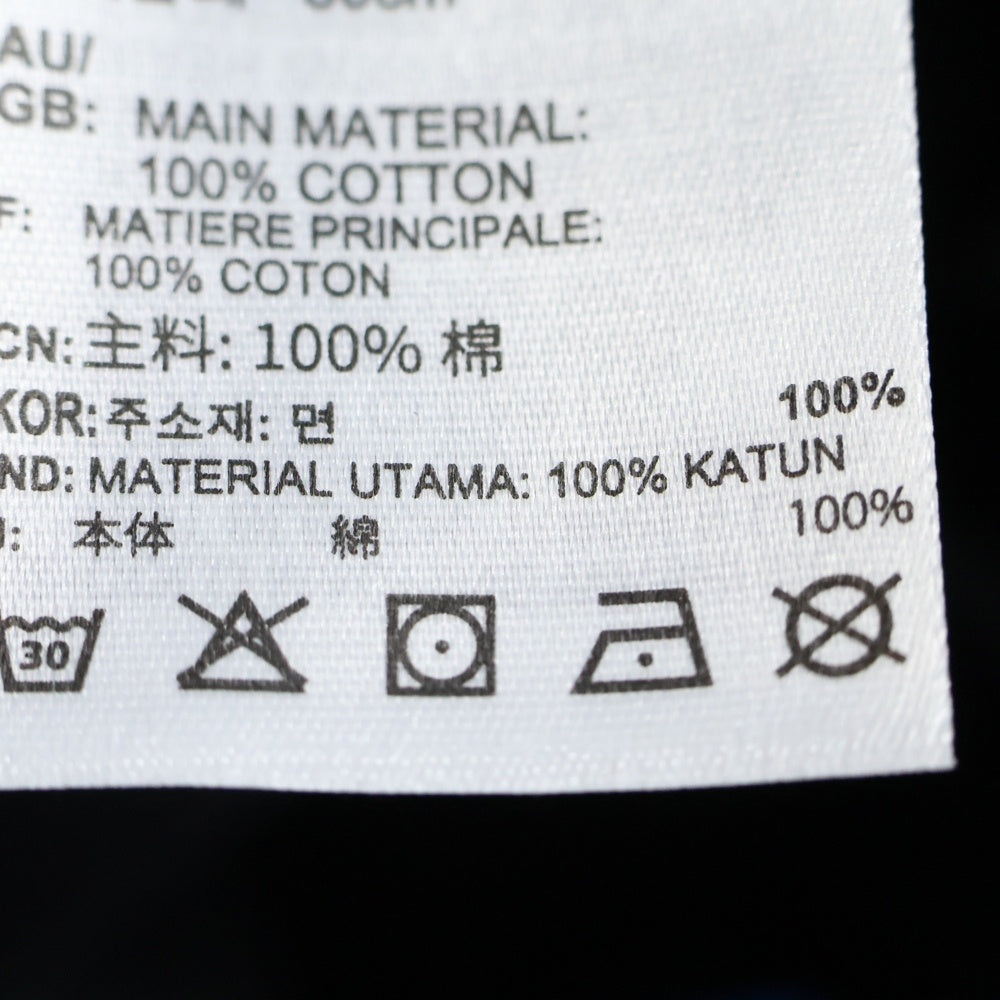 AU/
GB: MAIN MATERIAL:
100% COTTON
F: MATIERE PRINCIPALE:
100% COTON
CN: 主料: 100% 棉
KOR: 주소재: 면 100%
IND: MATERIAL UTAMA: 100% KATUN
本体 綿 100%
30